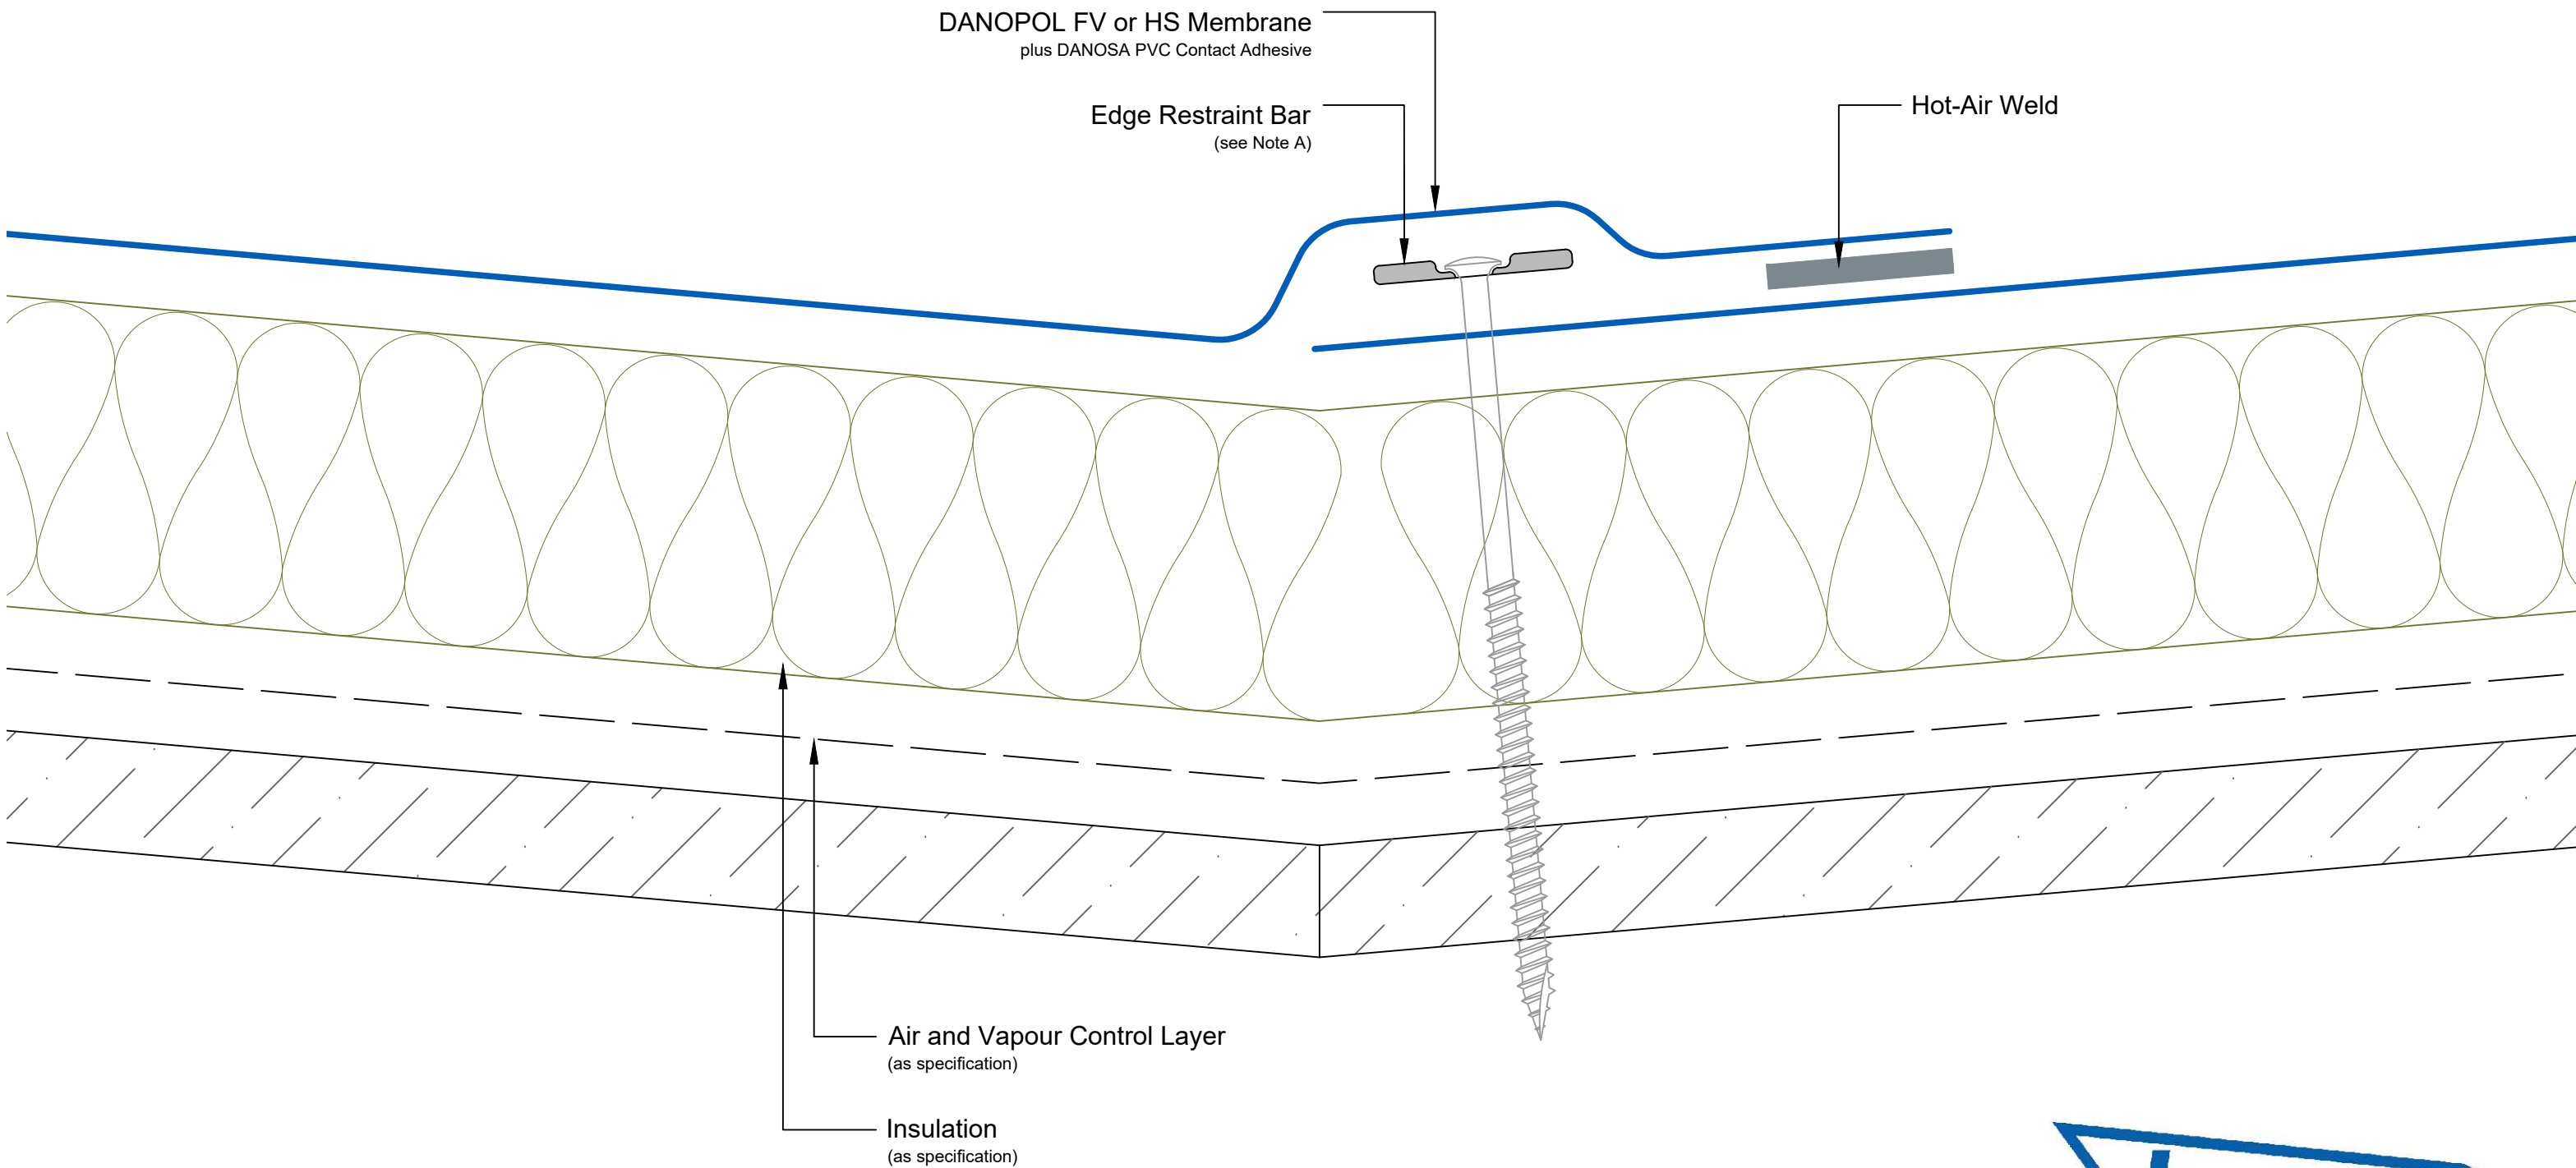 DANOPOL FV or HS Membrane
plus DANOSA PVC Contact Adhesive
Edge Restraint Bar
(see Note A)
Hot-Air Weld
Air and Vapour Control Layer
(as specification)
Insulation
(as specification)